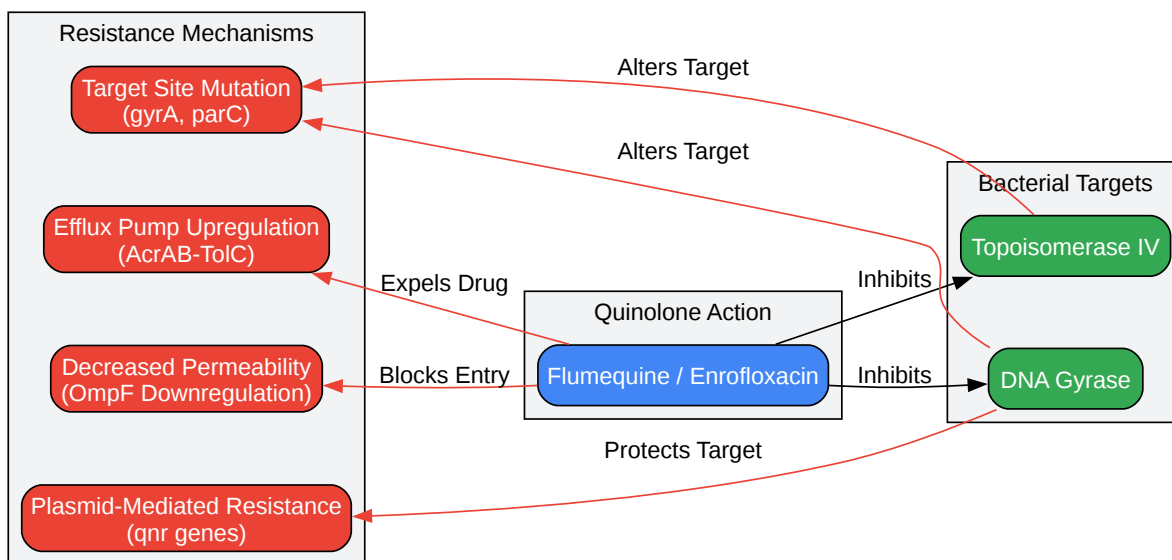 Resistance Mechanisms
Target Site Mutation
(gyrA, parC)
Efflux Pump Upregulation
(AcrAB-TolC)
Decreased Permeability
(OmpF Downregulation)
Plasmid-Mediated Resistance
(qnr genes)
Alters Target
Alters Target
Expels Drug
Blocks Entry
Protects Target
Quinolone Action
Flumequine / Enrofloxacin
Inhibits
Inhibits
Bacterial Targets
Topoisomerase IV
DNA Gyrase